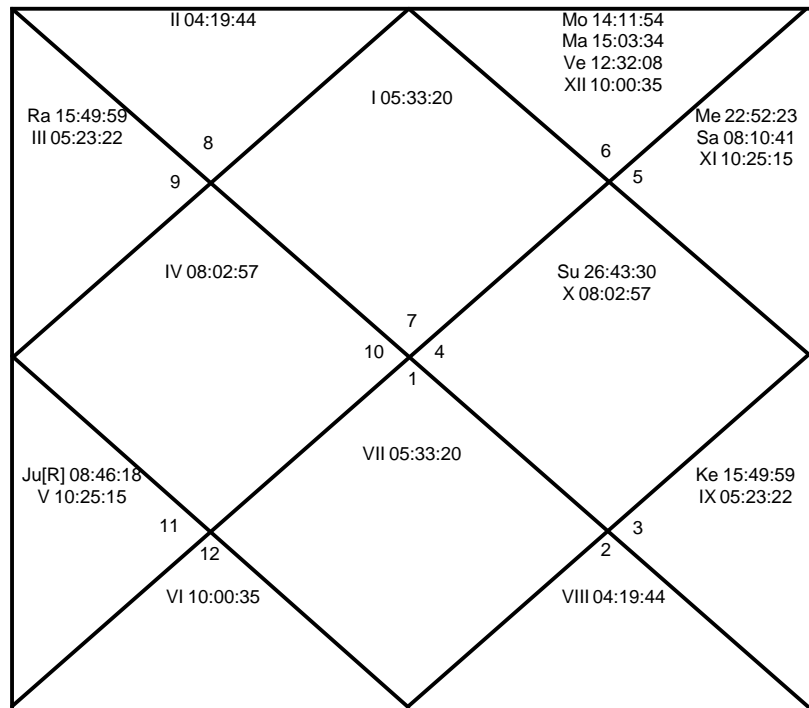 II 04:19:44
Mo 14:11:54
Ma 15:03:34
Ve 12:32:08
XII 10:00:35
I 05:33:20
Ra 15:49:59
III 05:23:22
Me 22:52:23
Sa 08:10:41
XI 10:25:15
8
6
9
5
IV 08:02:57
Su 26:43:30
X 08:02:57
7
10
4
1
VII 05:33:20
Ju[R] 08:46:18
V 10:25:15
Ke 15:49:59
IX 05:23:22
11
3
12
2
VI 10:00:35
VIII 04:19:44